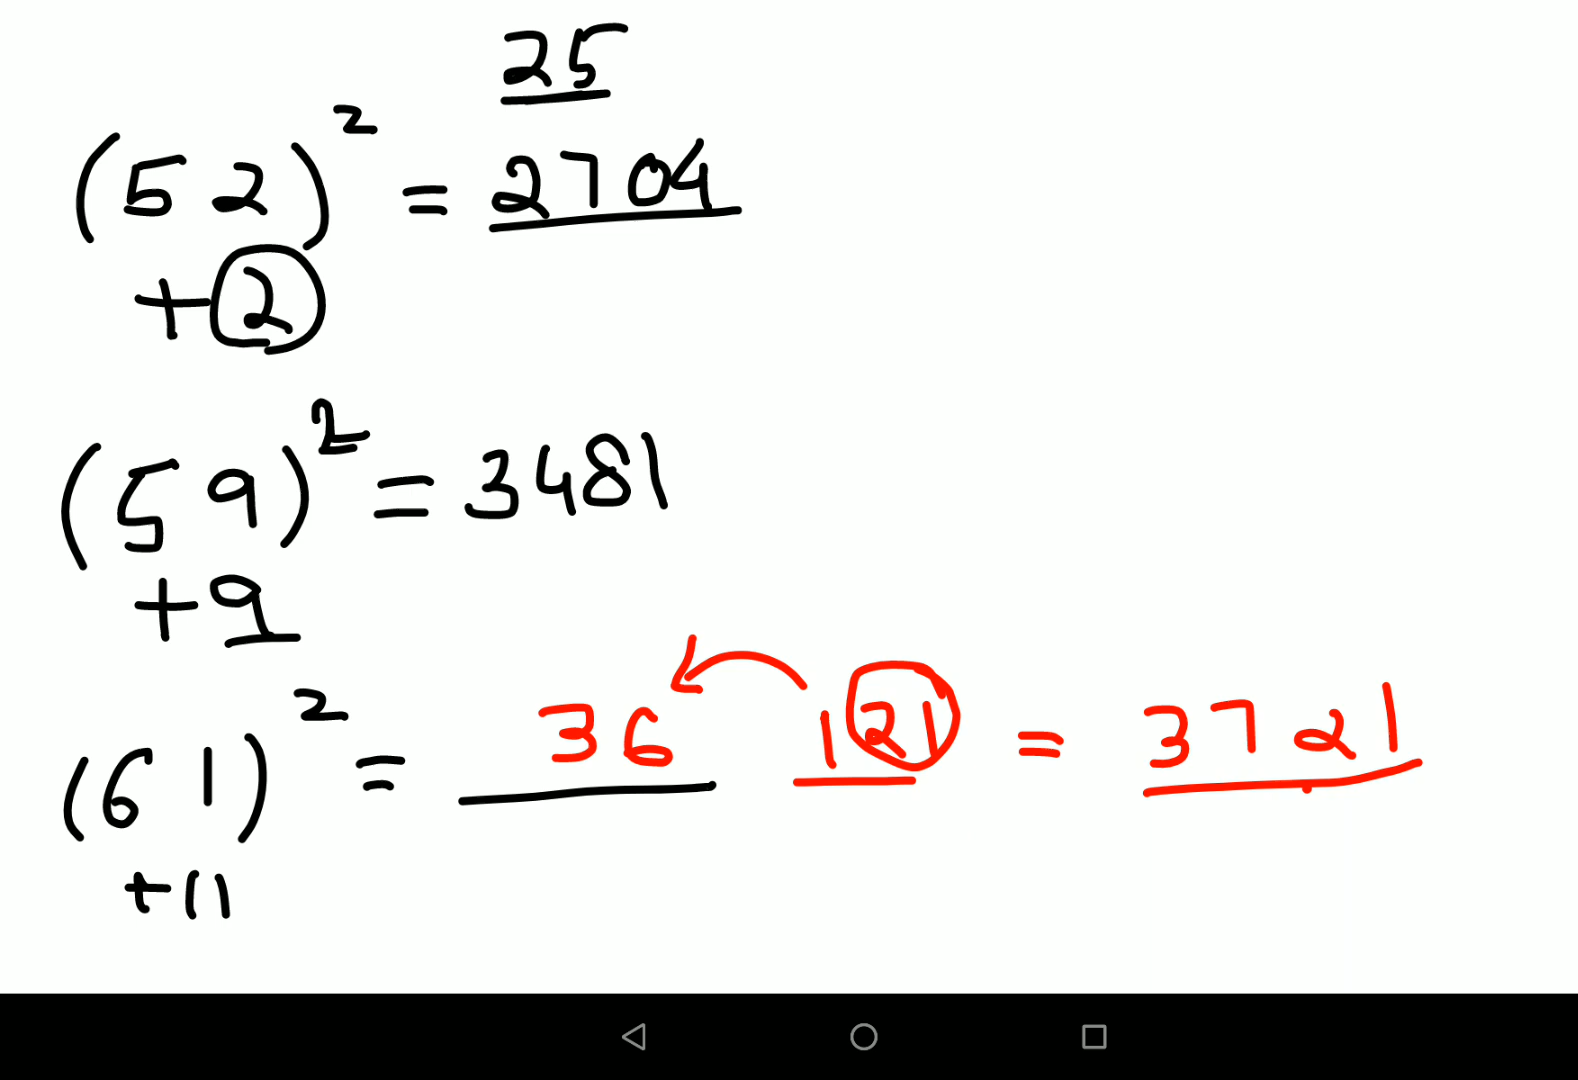 25
(52)² = 2704
+2
(59)² = 3481
+9
(61)² = 36 121 = 3721
+11